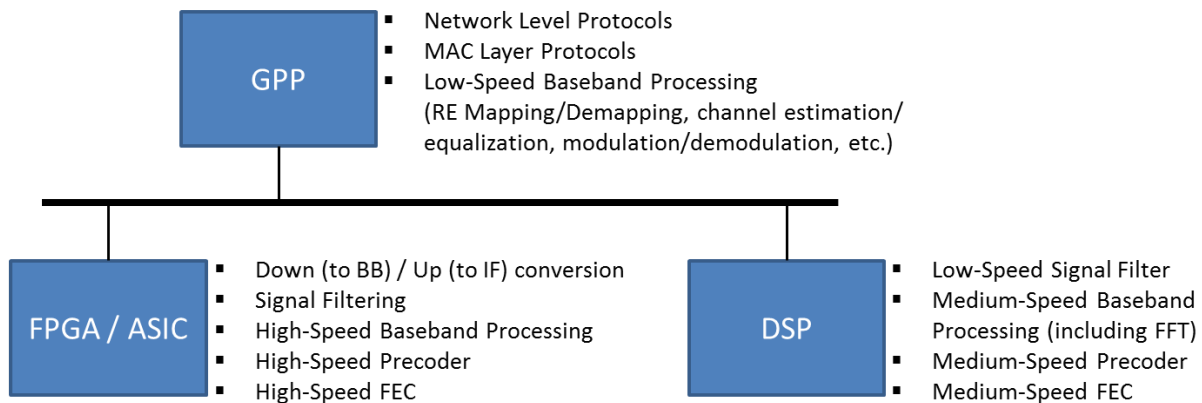 GPP
▪ Network Level Protocols
▪ MAC Layer Protocols
▪ Low-Speed Baseband Processing
(RE Mapping/Demapping, channel estimation/
equalization, modulation/demodulation, etc.)
FPGA / ASIC
▪ Down (to BB) / Up (to IF) conversion
▪ Signal Filtering
▪ High-Speed Baseband Processing
▪ High-Speed Precoder
▪ High-Speed FEC
DSP
▪ Low-Speed Signal Filter
▪ Medium-Speed Baseband
Processing (including FFT)
▪ Medium-Speed Precoder
▪ Medium-Speed FEC